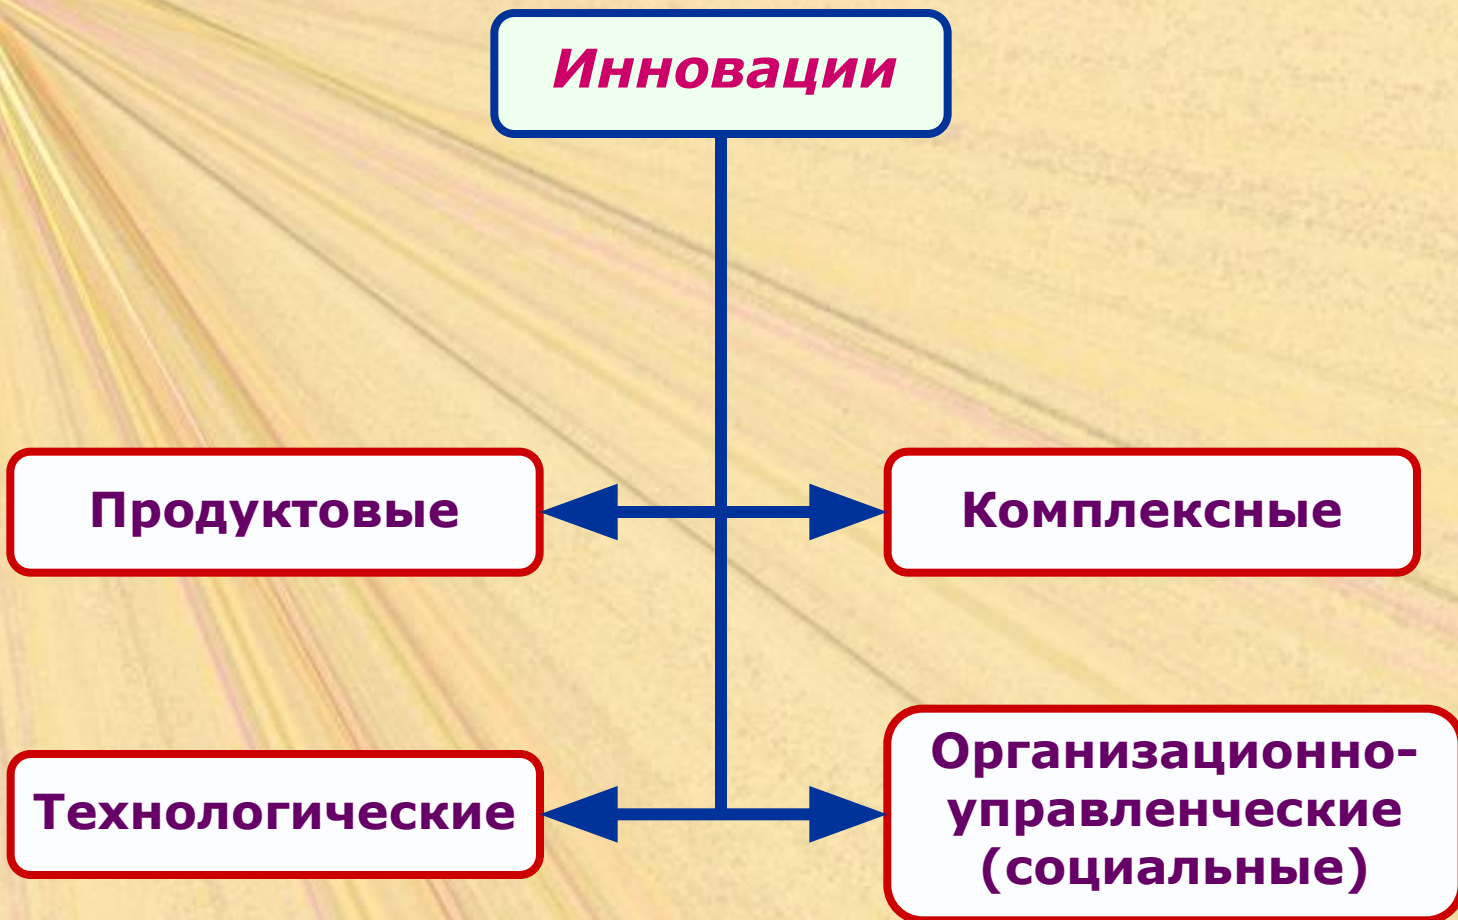 Инновации
Продуктовые
Комплексные
Технологические
Организационно-
управленческие
(социальные)